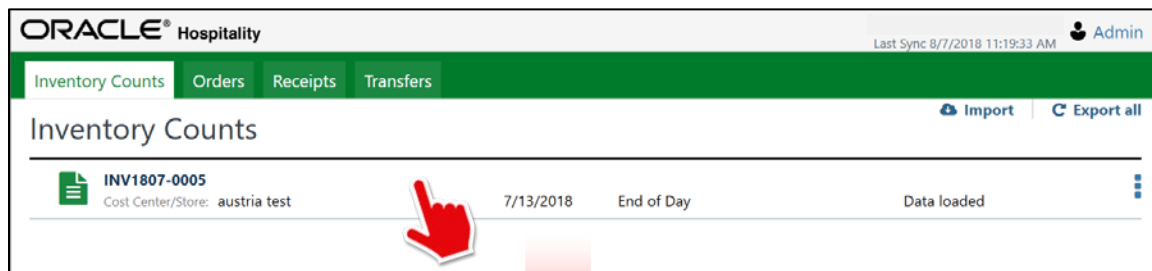 ORACLE® Hospitality
Last Sync 8/7/2018 11:19:33 AM Admin
Inventory Counts Orders Receipts Transfers
Import Export all
Inventory Counts
INV1807-0005
Cost Center/Store: austria test 7/13/2018 End of Day Data loaded